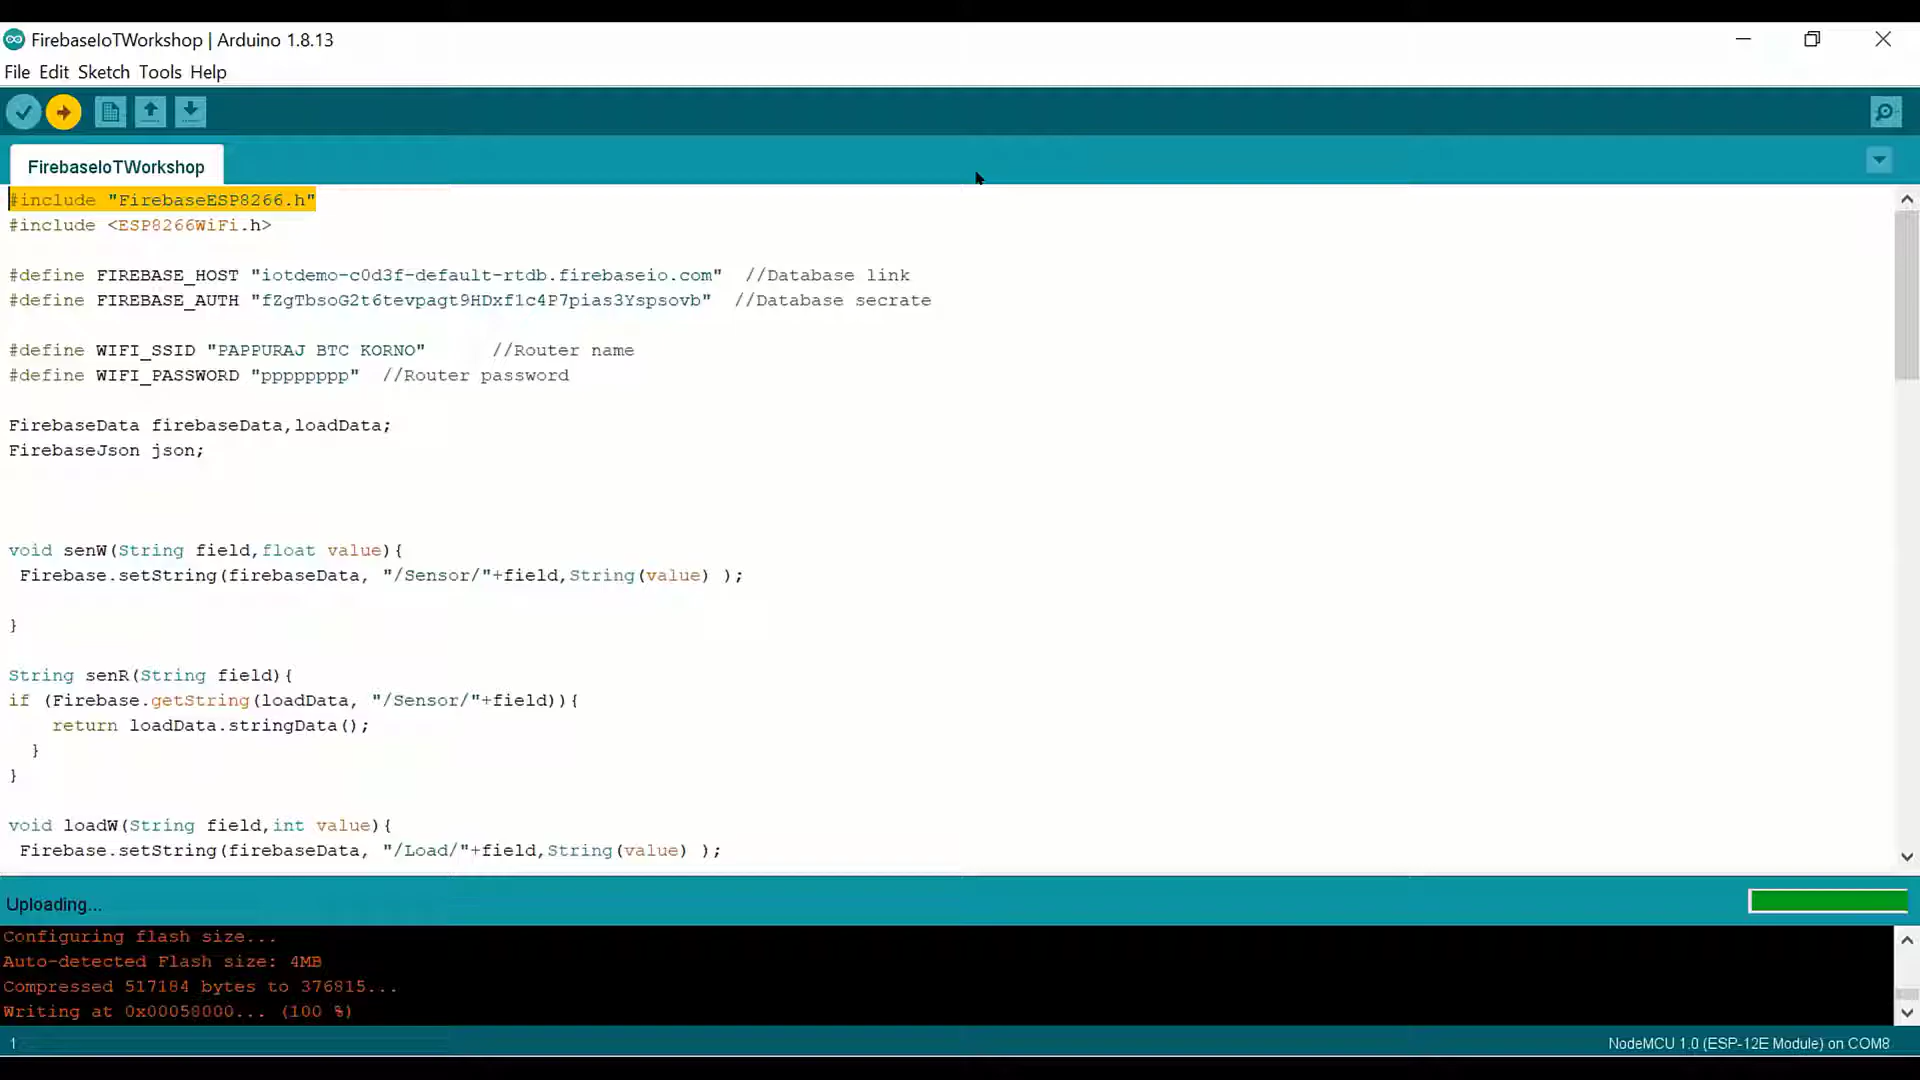 FirebaseIoTWorkshop | Arduino 1.8.13
File Edit Sketch Tools Help
FirebaseIoTWorkshop
#include "FirebaseESP8266.h"
#include <ESP8266WiFi.h>
#define FIREBASE_HOST "iotdemo-c0d3f-default-rtdb.firebaseio.com" //Database link
#define FIREBASE_AUTH "fZgTbsoG2t6tevpagt9HDxf1c4P7pias3Yspsovb" //Database secrate
#define WIFI_SSID "PAPPURAJ BTC KORNO" //Router name
#define WIFI_PASSWORD "pppppppp" //Router password
FirebaseData firebaseData,loadData;
FirebaseJson json;
void senW(String field,float value){
Firebase.setString(firebaseData, "/Sensor/"+field,String(value) );
}
String senR(String field){
if (Firebase.getString(loadData, "/Sensor/"+field)){
return loadData.stringData();
}
}
void loadW(String field,int value){
Firebase.setString(firebaseData, "/Load/"+field,String(value) );
Uploading...
Configuring flash size...
Auto-detected Flash size: 4MB
Compressed 517184 bytes to 376815...
Writing at 0x00058000... (100 %)
1
NodeMCU 1.0 (ESP-12E Module) on COM8